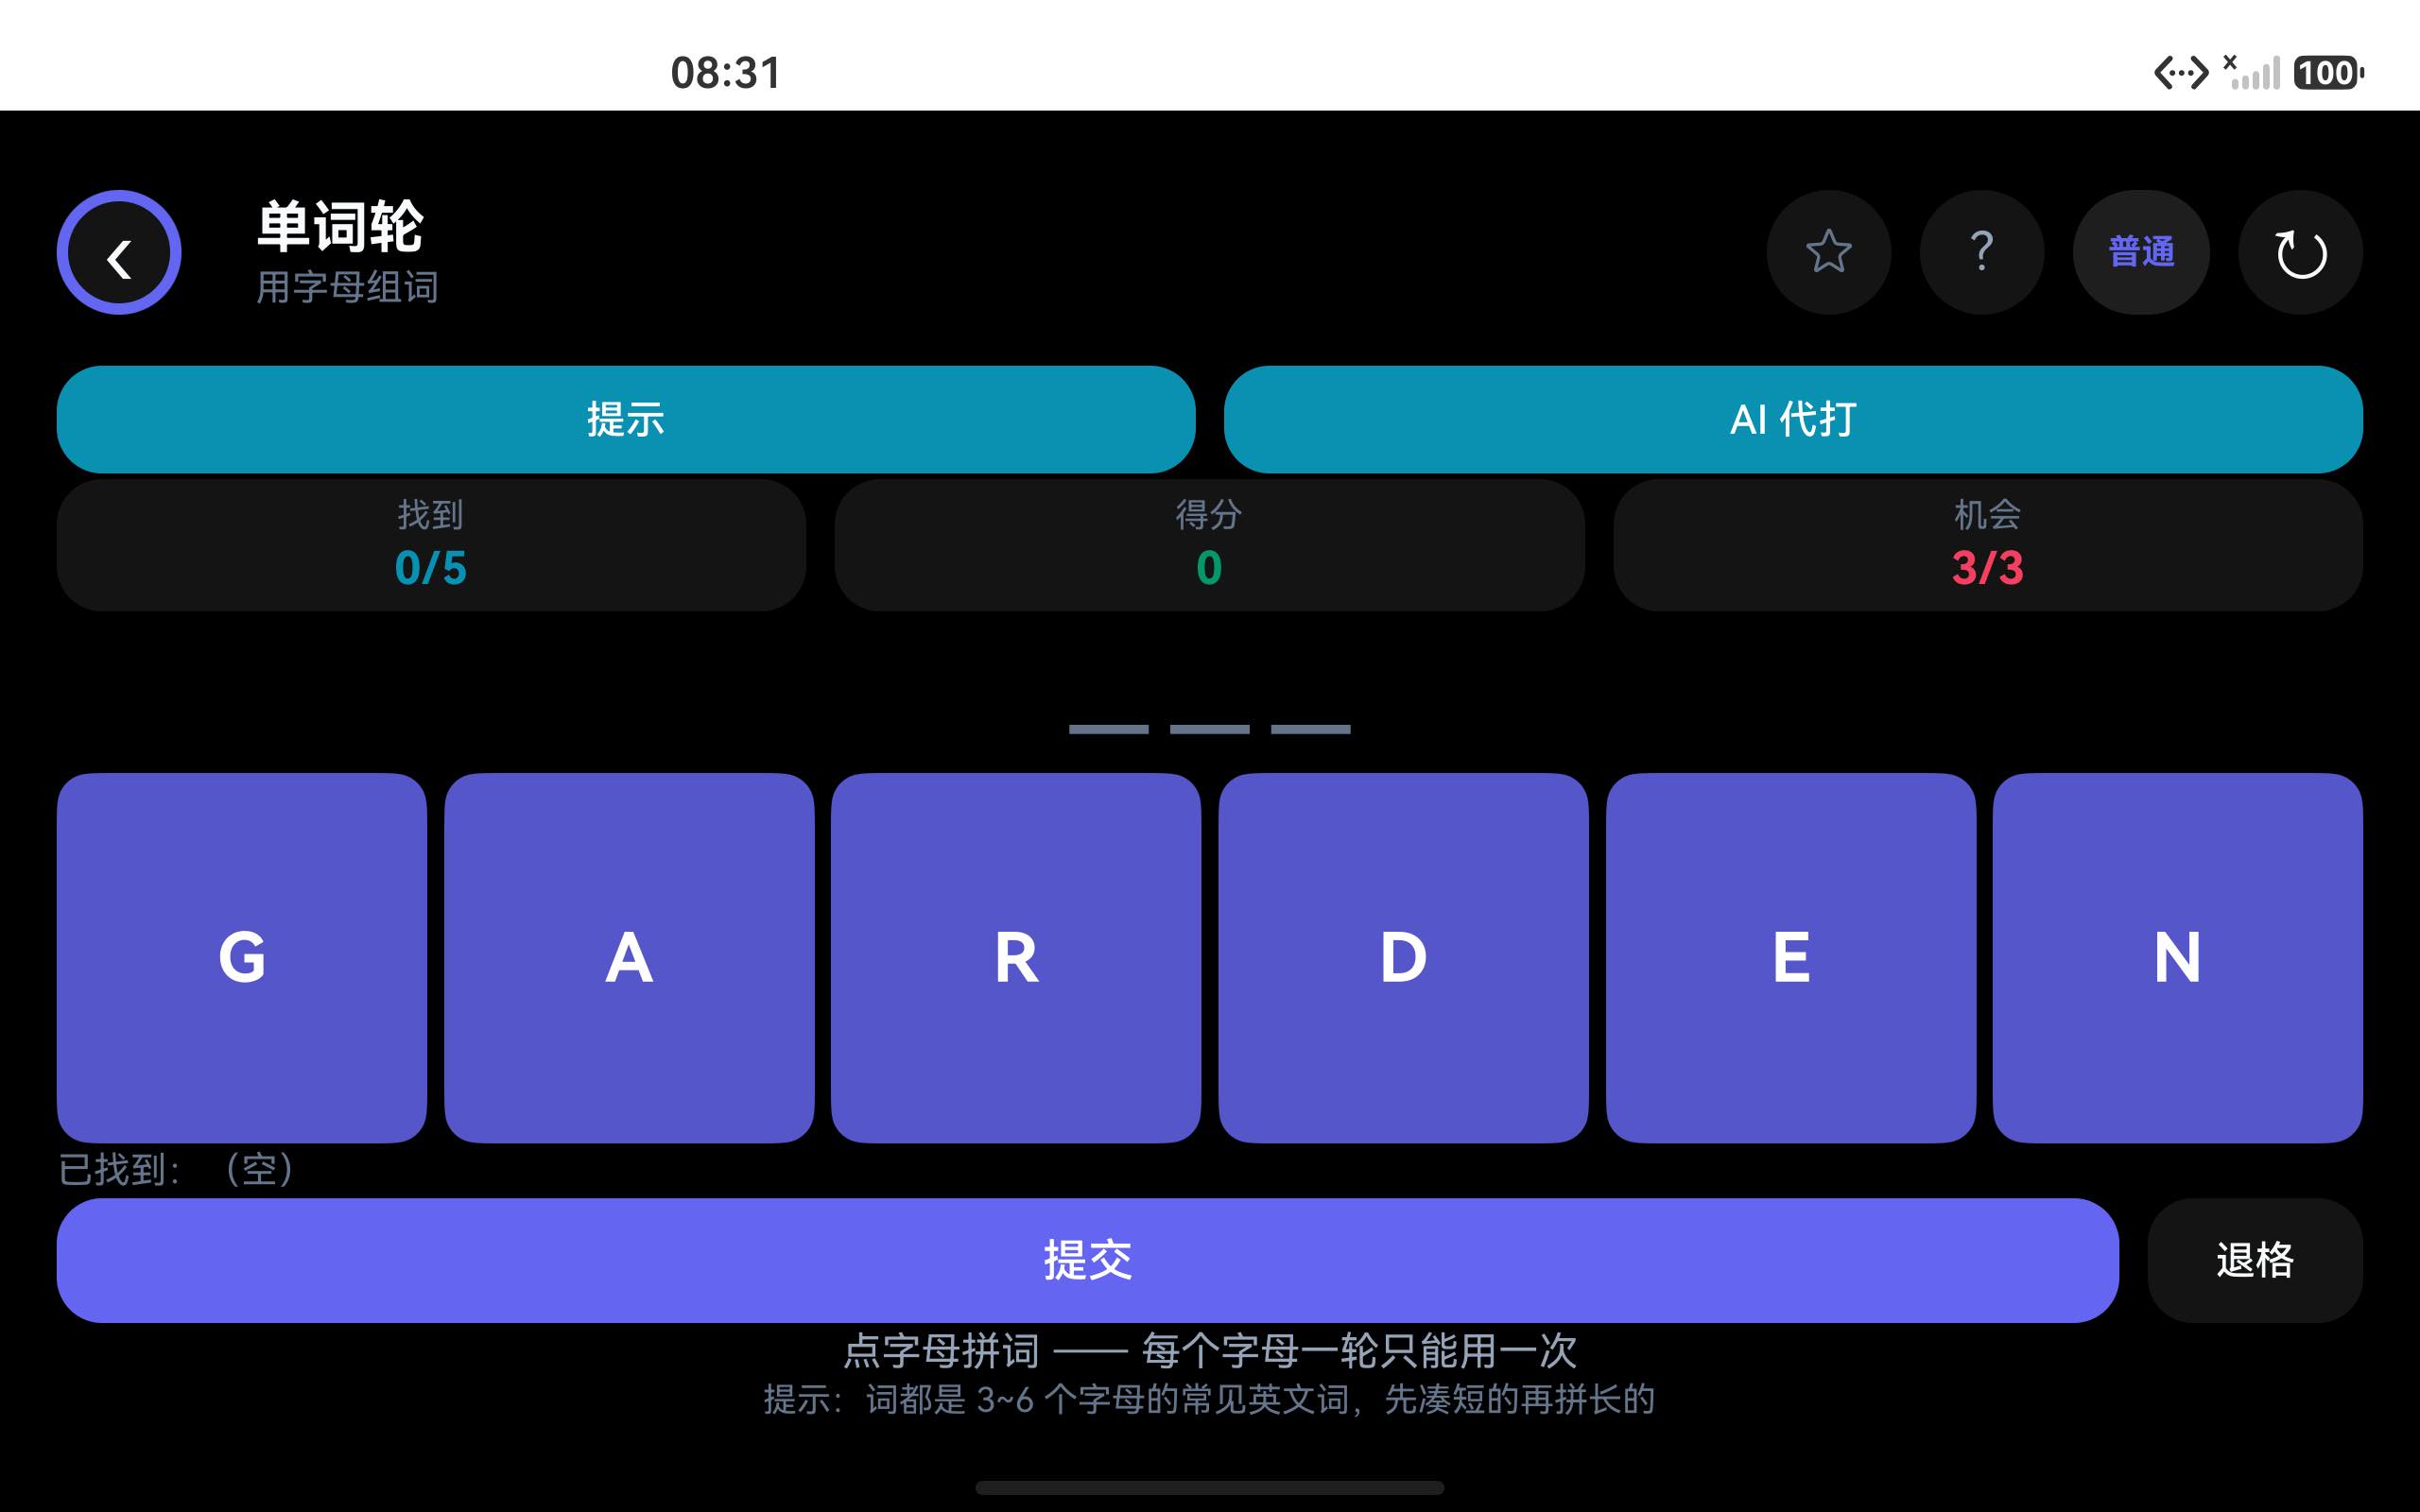 08:31
100
单词轮
用字母组词
?
普通
提示
AI 代打
找到
0/5
得分
0
机会
3/3
G A R D E N
已找到： （空）
提交
退格
点字母拼词 —— 每个字母一轮只能用一次
提示： 词都是 3~6 个字母的常见英文词，先凑短的再拼长的